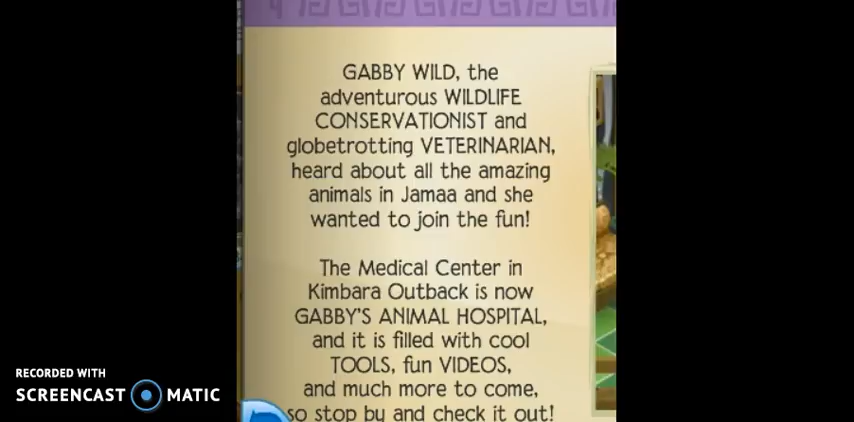 GABBY WILD, the
adventurous WILDLIFE
CONSERVATIONIST and
globetrotting VETERINARIAN,
heard about all the amazing
animals in Jamaa and she
wanted to join the fun!
The Medical Center in
Kimbara Outback is now
GABBY'S ANIMAL HOSPITAL,
and it is filled with cool
TOOLS, fun VIDEOS,
and much more to come,
so stop by and check it out!
RECORDED WITH
SCREENCAST MATIC